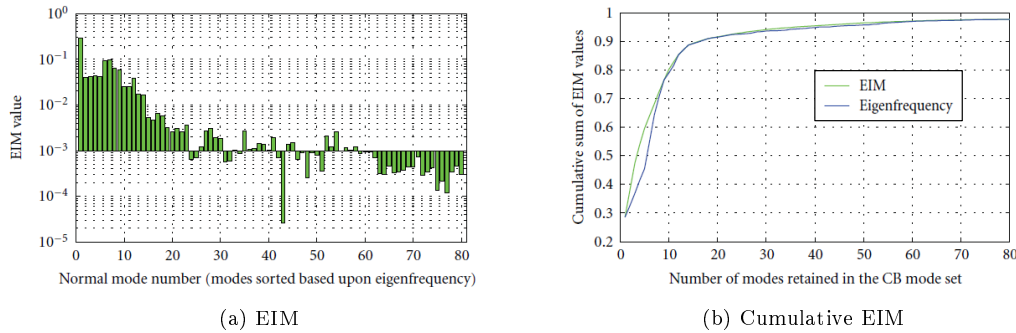 EIM value
10⁰
10⁻¹
10⁻²
10⁻³
10⁻⁴
10⁻⁵
0 10 20 30 40 50 60 70 80
Normal mode number (modes sorted based upon eigenfrequency)
(a) EIM
Cumulative sum of EIM values
1
0.9
0.8
0.7
0.6
0.5
0.4
0.3
0.2
EIM
Eigenfrequency
0 10 20 30 40 50 60 70 80
Number of modes retained in the CB mode set
(b) Cumulative EIM